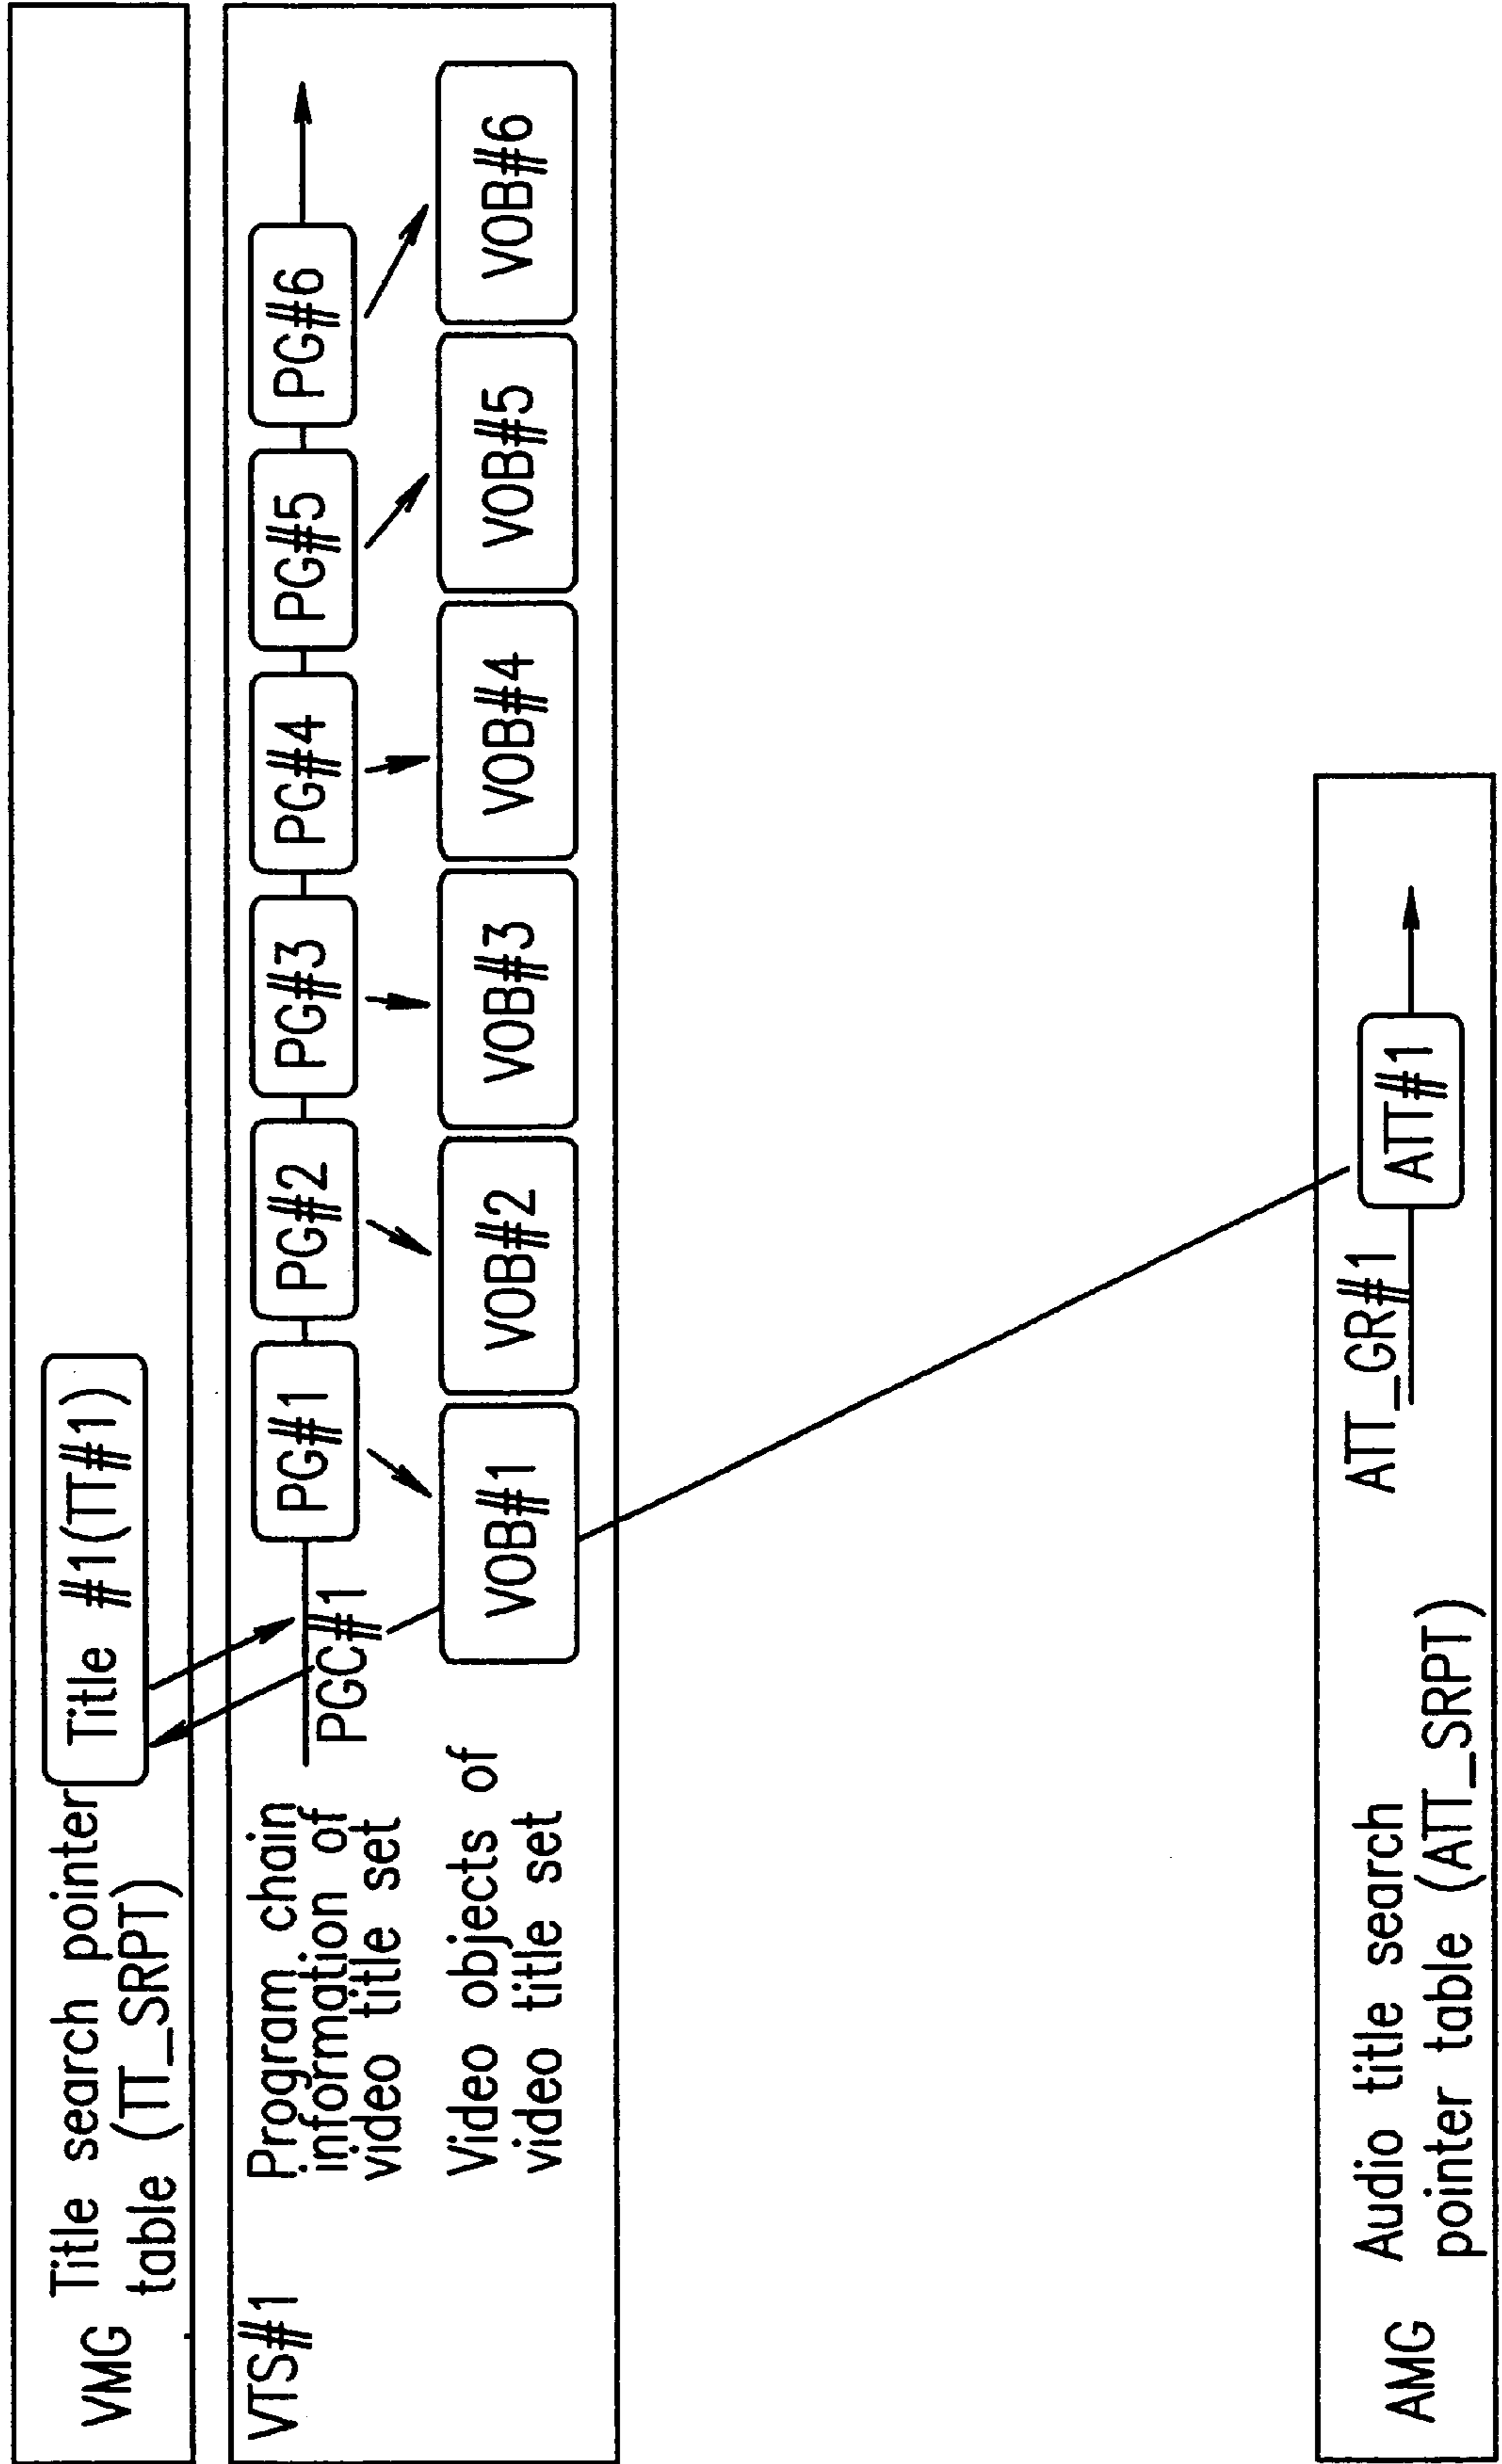 VMG
Title search pointer
table (TT_SRPT)
Title #1(TT#1)
VTS#1
Program chain
information of
video title set
PGC#1
PG#1
PG#2
PG#3
PG#4
PG#5
PG#6
Video objects of
video title set
VOB#1
VOB#2
VOB#3
VOB#4
VOB#5
VOB#6
AMG
Audio title search
pointer table (ATT_SRPT)
ATT_GR#1
ATT#1